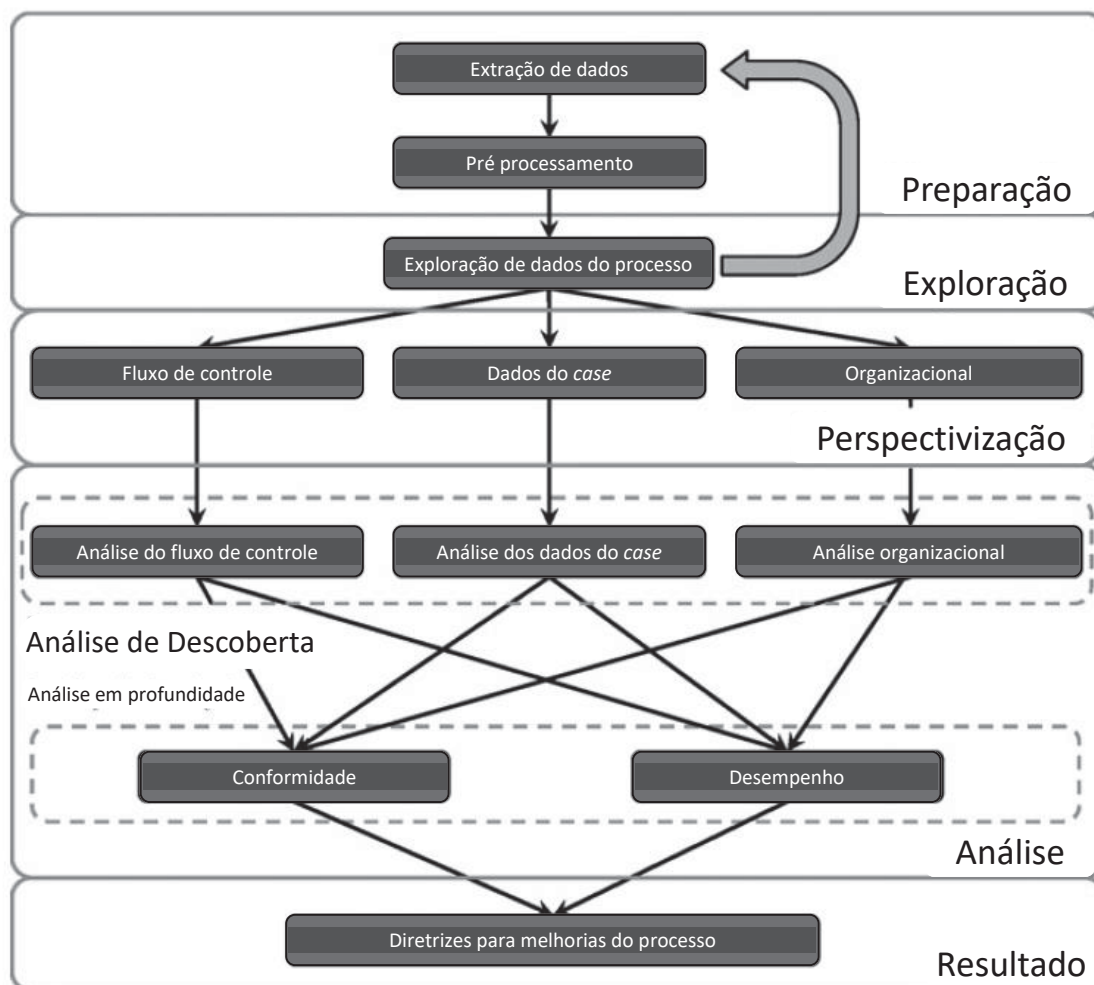 Extração de dados
Pré processamento
Preparação
Exploração de dados do processo
Exploração
Fluxo de controle
Dados do case
Organizacional
Perspectivização
Análise do fluxo de controle
Análise dos dados do case
Análise organizacional
Análise de Descoberta
Análise em profundidade
Conformidade
Desempenho
Análise
Diretrizes para melhorias do processo
Resultado